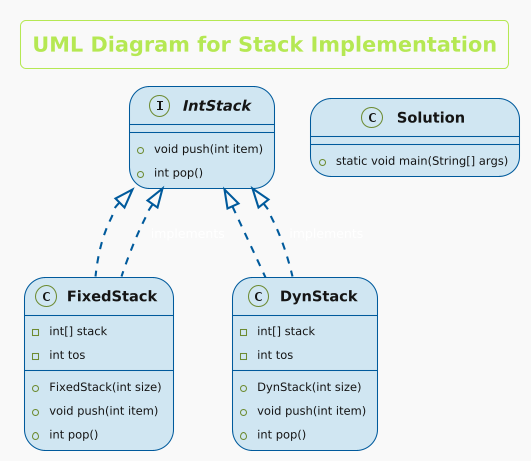 UML Diagram for Stack Implementation
I IntStack
void push(int item)
int pop()
C Solution
static void main(String[] args)
implements
implements
C FixedStack
int[] stack
int tos
FixedStack(int size)
void push(int item)
int pop()
C DynStack
int[] stack
int tos
DynStack(int size)
void push(int item)
int pop()